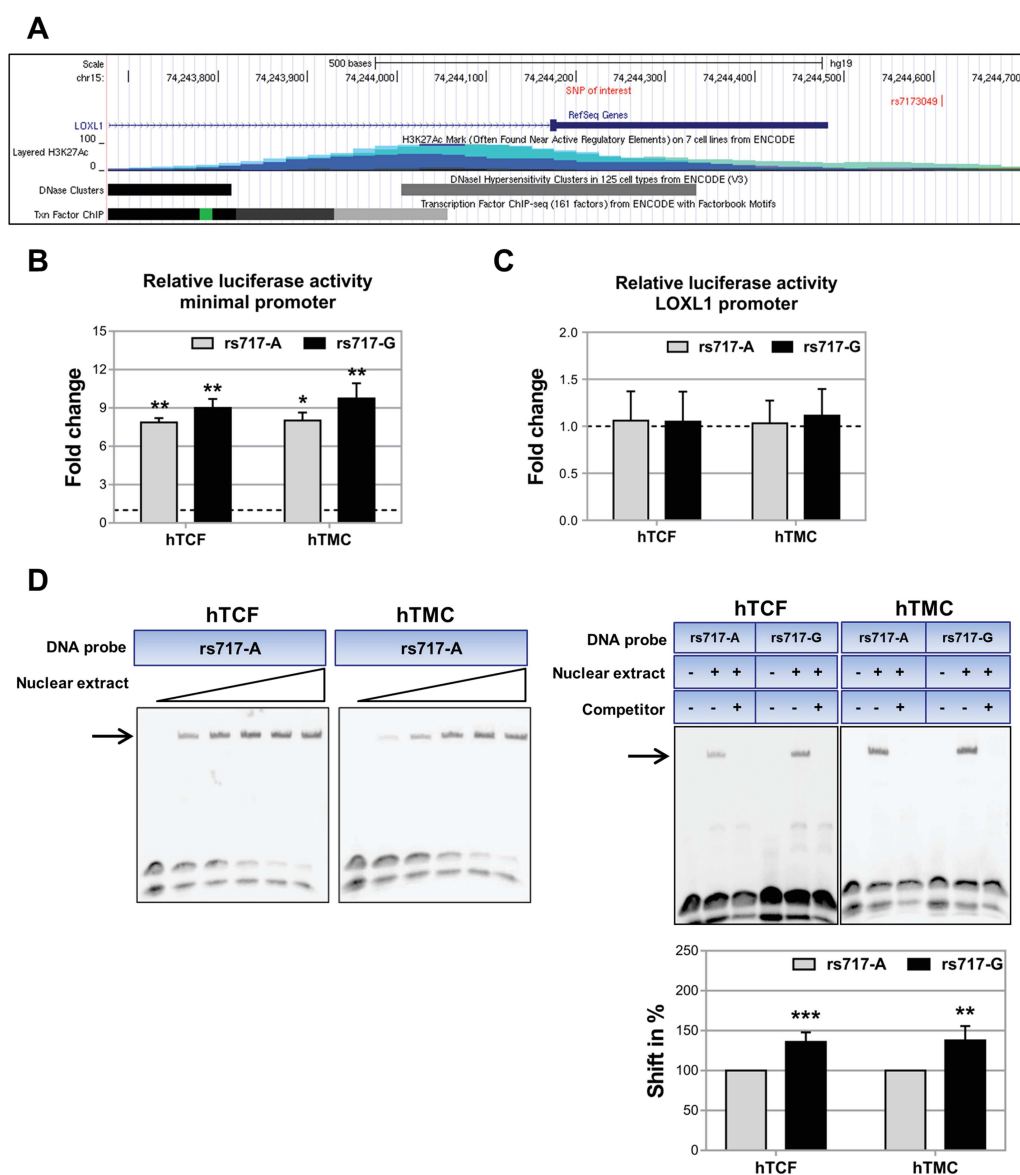 A
Scale
500 bases
hg19
chr15:
74,243,800
74,243,900
74,244,000
74,244,100
74,244,200
74,244,300
74,244,400
74,244,500
74,244,600
74,244,700
SNP of interest
rs7173049
RefSeq Genes
LOXL1
H3K27Ac Mark (Often Found Near Active Regulatory Elements) on 7 cell lines from ENCODE
100
Layered H3K27Ac
0
DNaseI Hypersensitivity Clusters in 125 cell types from ENCODE (V3)
DNase Clusters
Transcription Factor ChIP-seq (161 factors) from ENCODE with Factorbook Motifs
Txn Factor ChIP
B
Relative luciferase activity
minimal promoter
rs717-A rs717-G
Fold change
15
12
9
6
3
0
** ** * **
hTCF hTMC
C
Relative luciferase activity
LOXL1 promoter
rs717-A rs717-G
Fold change
2.0
1.5
1.0
0.5
0.0
hTCF hTMC
D
hTCF hTMC
DNA probe rs717-A rs717-A
Nuclear extract
hTCF hTMC
DNA probe rs717-A rs717-G rs717-A rs717-G
Nuclear extract - + + - + + - + + - + +
Competitor - - + - - + - - + - - +
rs717-A rs717-G
Shift in %
250
200
150
100
50
0
*** **
hTCF hTMC